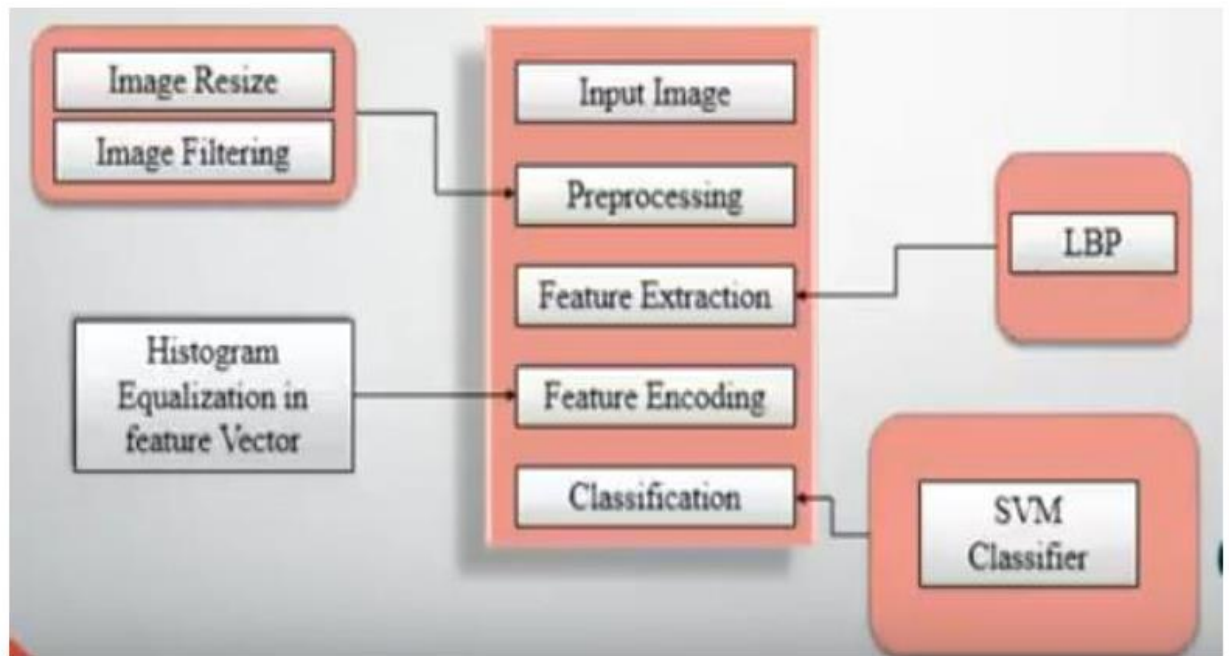 Image Resize
Image Filtering
Input Image
Preprocessing
Feature Extraction
Feature Encoding
Classification
Histogram
Equalization in
feature Vector
LBP
SVM
Classifier